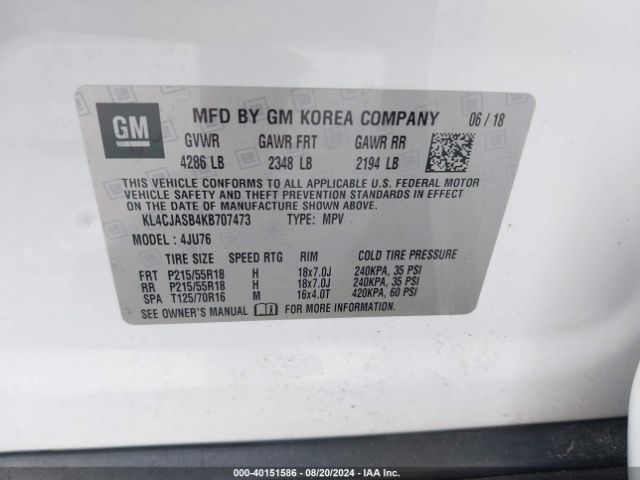 GM
MFD BY GM KOREA COMPANY 06 / 18
GVWR GAWR FRT GAWR RR
4286 LB 2348 LB 2194 LB
THIS VEHICLE CONFORMS TO ALL APPLICABLE U.S. FEDERAL MOTOR
VEHICLE SAFETY AND THEFT PREVENTION STANDARDS IN EFFECT
ON THE DATE OF MANUFACTURE SHOWN ABOVE.
KL4CJASB4KB707473 TYPE: MPV
MODEL : 4JU76
TIRE SIZE SPEED RTG RIM COLD TIRE PRESSURE
FRT P215/55R18 H 18x7.0J 240KPA, 35 PSI
RR P215/55R18 H 18x7.0J 240KPA, 35 PSI
SPA T125/70R16 M 16x4.0T 420KPA, 60 PSI
SEE OWNER'S MANUAL FOR MORE INFORMATION.
000-40151586 - 08/20/2024 - IAA Inc.